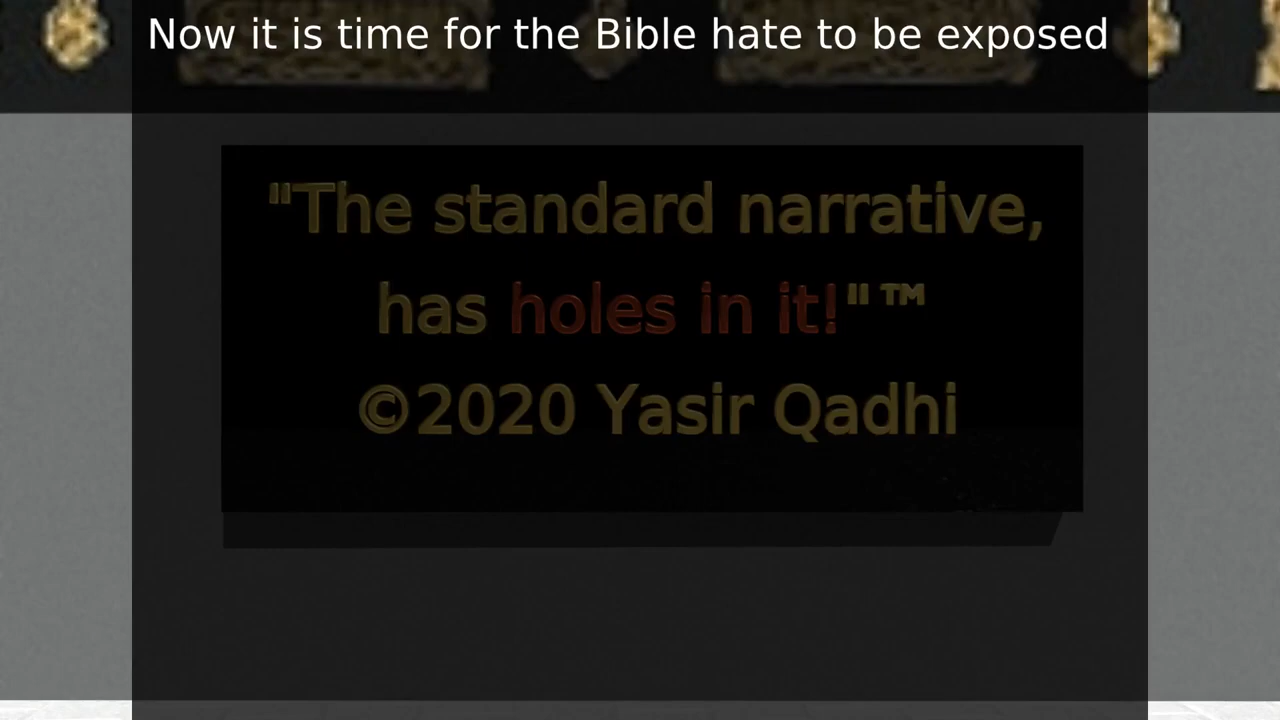 Now it is time for the Bible hate to be exposed
"The standard narrative,
has holes in it!"™
©2020 Yasir Qadhi